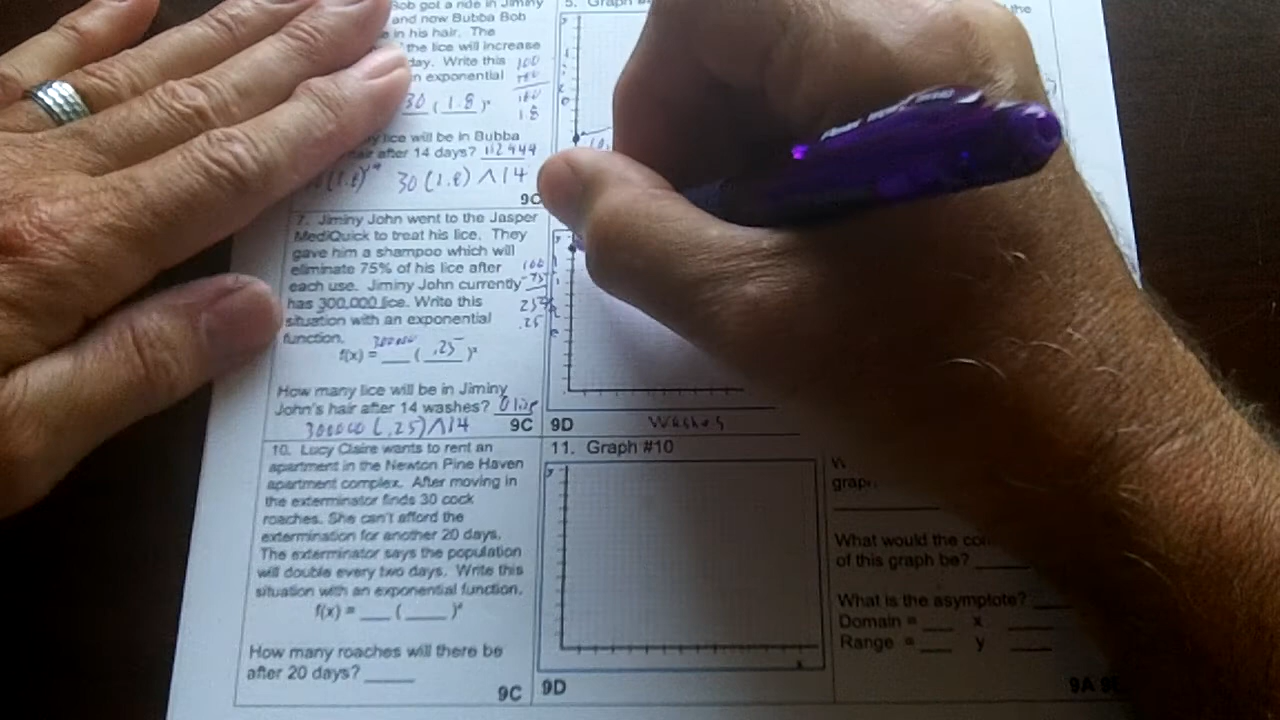 Bob got a ride in Jiminy
and now Bubba Bob
in his hair. The
the lice will increase
day. Write this
in exponential
100
180
1.8
30 ( 1.8 )ˣ
lice will be in Bubba
after 14 days? 112444
30 (1.8) ^ 14
9C
5. Graph
the
7. Jiminy John went to the Jasper
MediQuick to treat his lice. They
gave him a shampoo which will
eliminate 75% of his lice after
each use. Jiminy John currently
has 300,000 lice. Write this
situation with an exponential
function.
100
-75
25%
.25
300000
f(x) = ___ ( .25 )ˣ
How many lice will be in Jiminy
John's hair after 14 washes? 0 lice
300000 (.25) ^ 14
9C
y
9D
Washes
10. Lucy Claire wants to rent an
apartment in the Newton Pine Haven
apartment complex. After moving in
the exterminator finds 30 cock
roaches. She can't afford the
extermination for another 20 days.
The exterminator says the population
will double every two days. Write this
situation with an exponential function.
f(x) = ___ ( ____ )ˣ
How many roaches will there be
after 20 days? _____
9C
11. Graph #10
y
x
9D
What would the
of this graph be?
What is the asymptote?
Domain = ___ x ____
Range = ___ y ____
9A